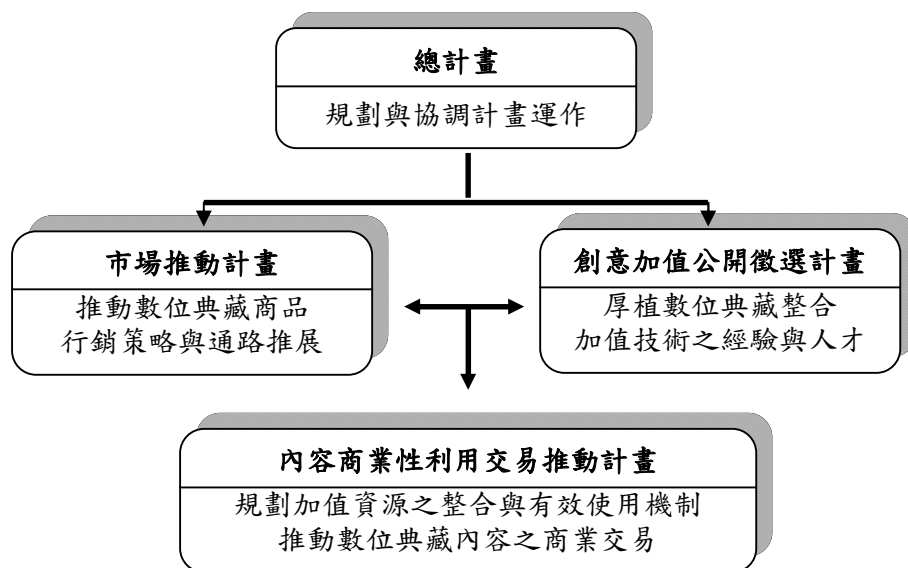 總計畫
規劃與協調計畫運作
市場推動計畫
推動數位典藏商品
行銷策略與通路推展
創意加值公開徵選計畫
厚植數位典藏整合
加值技術之經驗與人才
內容商業性利用交易推動計畫
規劃加值資源之整合與有效使用機制
推動數位典藏內容之商業交易